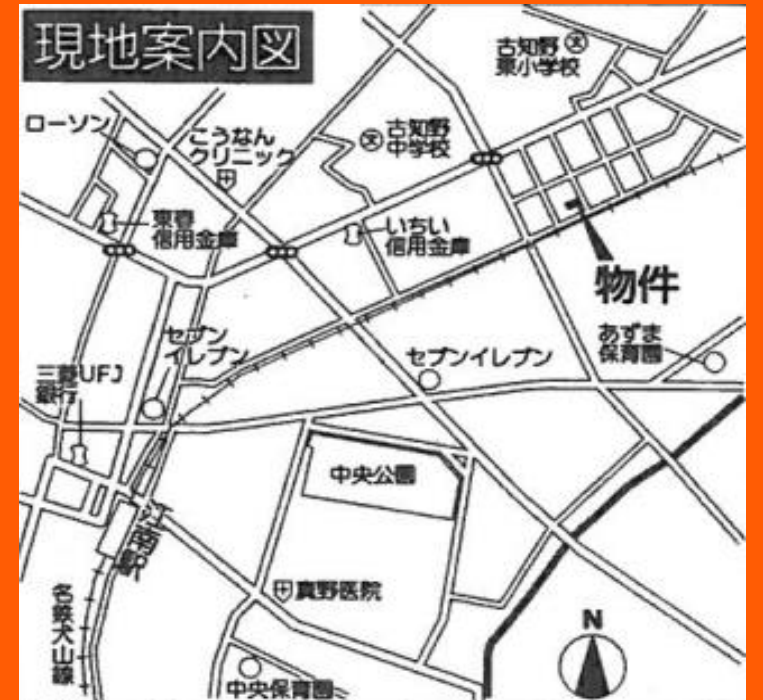 現地案内図
古知野
東小学校
ローソン
こうなん
クリニック
古知野
中学校
東春
信用金庫
いちい
信用金庫
物件
セブン
イレブン
あずま
保育園
セブンイレブン
三菱UFJ
銀行
中央公園
江南駅
名鉄犬山線
真野医院
N
中央保育園